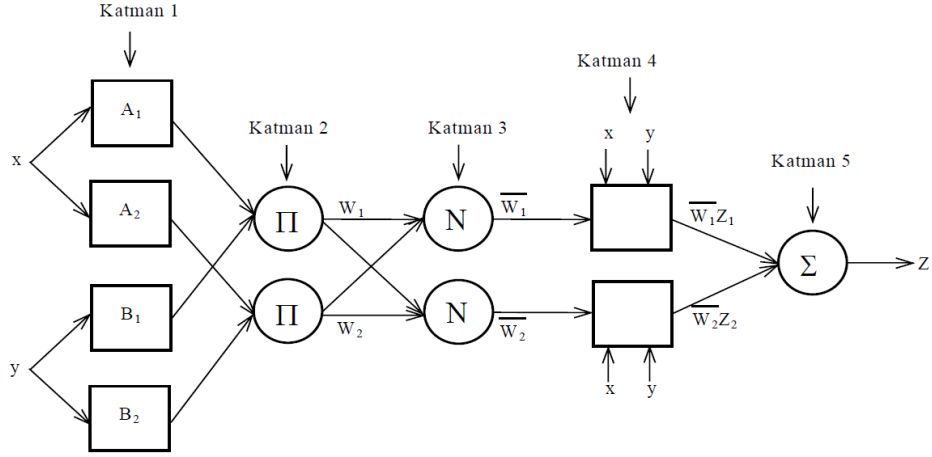 Katman 1
Katman 2
Katman 3
Katman 4
Katman 5
x
A₁
A₂
y
B₁
B₂
Π
Π
W₁
W₂
N
N
W̅₁
W̅₂
x y
x y
W̅₁Z₁
W̅₂Z₂
Σ
Z